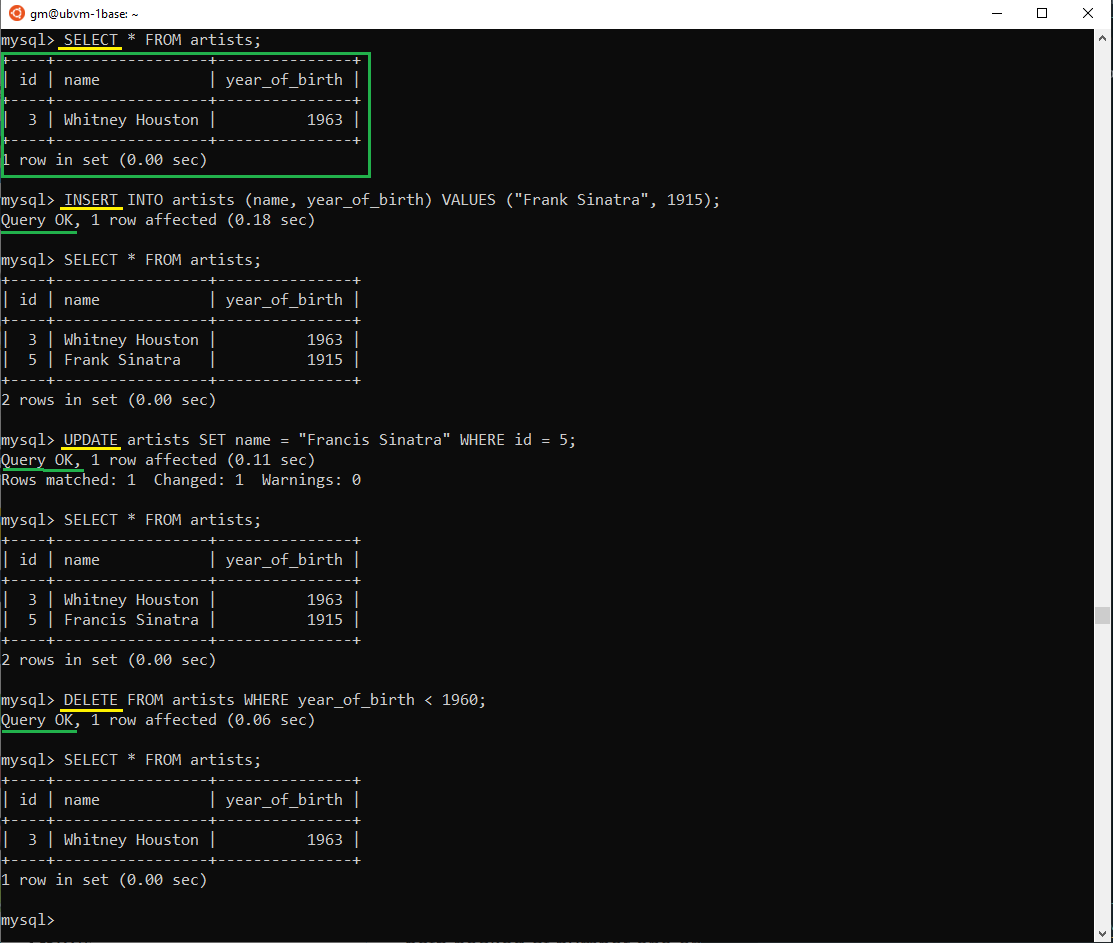 gm@ubvm-1base: ~
mysql> SELECT * FROM artists;
+----+-----------------+---------------+
| id | name            | year_of_birth |
+----+-----------------+---------------+
|  3 | Whitney Houston |          1963 |
+----+-----------------+---------------+
1 row in set (0.00 sec)
mysql> INSERT INTO artists (name, year_of_birth) VALUES ("Frank Sinatra", 1915);
Query OK, 1 row affected (0.18 sec)
mysql> SELECT * FROM artists;
+----+-----------------+---------------+
| id | name            | year_of_birth |
+----+-----------------+---------------+
|  3 | Whitney Houston |          1963 |
|  5 | Frank Sinatra   |          1915 |
+----+-----------------+---------------+
2 rows in set (0.00 sec)
mysql> UPDATE artists SET name = "Francis Sinatra" WHERE id = 5;
Query OK, 1 row affected (0.11 sec)
Rows matched: 1  Changed: 1  Warnings: 0
mysql> SELECT * FROM artists;
+----+-----------------+---------------+
| id | name            | year_of_birth |
+----+-----------------+---------------+
|  3 | Whitney Houston |          1963 |
|  5 | Francis Sinatra |          1915 |
+----+-----------------+---------------+
2 rows in set (0.00 sec)
mysql> DELETE FROM artists WHERE year_of_birth < 1960;
Query OK, 1 row affected (0.06 sec)
mysql> SELECT * FROM artists;
+----+-----------------+---------------+
| id | name            | year_of_birth |
+----+-----------------+---------------+
|  3 | Whitney Houston |          1963 |
+----+-----------------+---------------+
1 row in set (0.00 sec)
mysql>